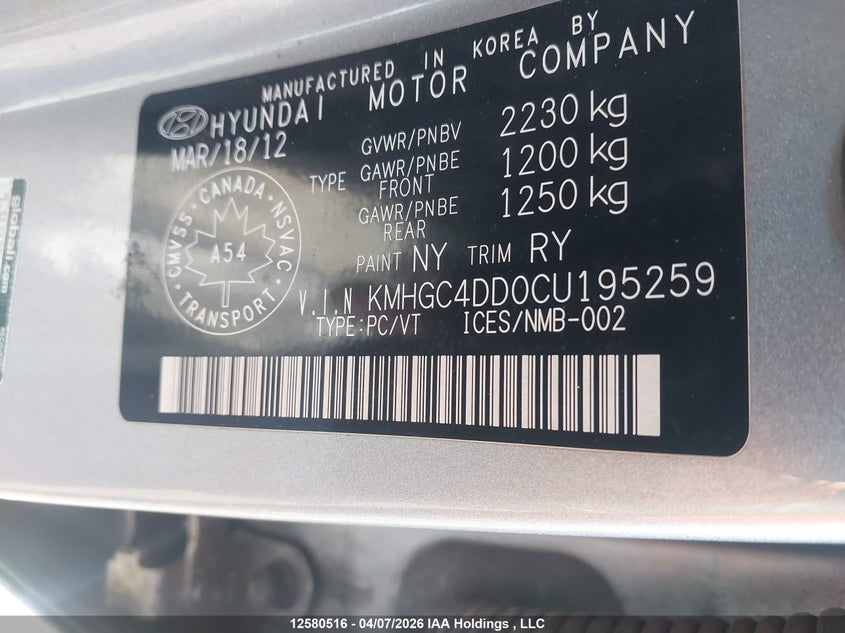 MANUFACTURED IN KOREA BY
HYUNDAI MOTOR COMPANY
MAR/18/12
GVWR/PNBV 2230 kg
TYPE GAWR/PNBE FRONT 1200 kg
GAWR/PNBE REAR 1250 kg
PAINT NY TRIM RY
V.I.N KMHGC4DD0CU195259
TYPE:PC/VT ICES/NMB-002
CMVSS · CANADA · NSVAC
A54
TRANSPORT
12580516 - 04/07/2026 IAA Holdings , LLC